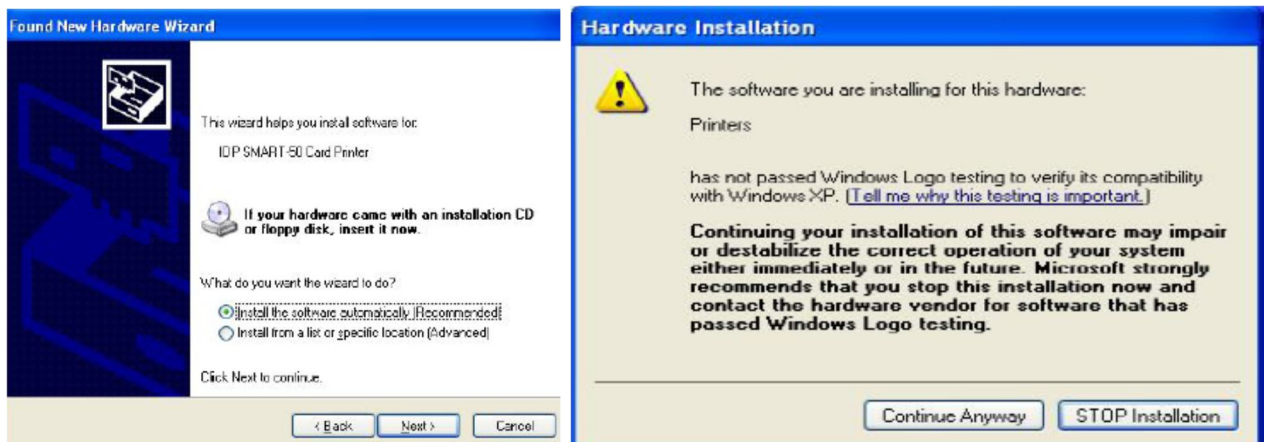 Found New Hardware Wizard
This wizard helps you install software for:
IDP SMART-50 Card Printer
If your hardware came with an installation CD
or floppy disk, insert it now.
What do you want the wizard to do?
Install the software automatically (Recommended)
Install from a list or specific location (Advanced)
Click Next to continue.
< Back
Next >
Cancel
Hardware Installation
The software you are installing for this hardware:
Printers
has not passed Windows Logo testing to verify its compatibility
with Windows XP. (Tell me why this testing is important.)
Continuing your installation of this software may impair
or destabilize the correct operation of your system
either immediately or in the future. Microsoft strongly
recommends that you stop this installation now and
contact the hardware vendor for software that has
passed Windows Logo testing.
Continue Anyway
STOP Installation